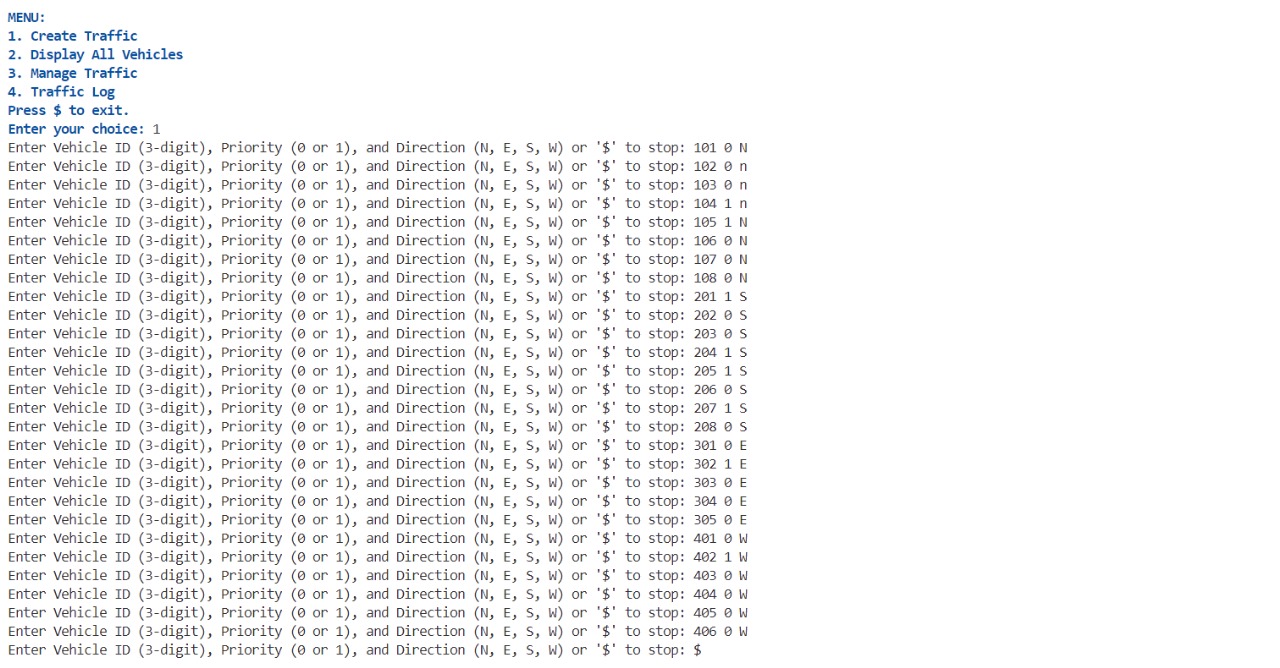 MENU:
1. Create Traffic
2. Display All Vehicles
3. Manage Traffic
4. Traffic Log
Press $ to exit.
Enter your choice: 1
Enter Vehicle ID (3-digit), Priority (0 or 1), and Direction (N, E, S, W) or '$' to stop: 101 0 N
Enter Vehicle ID (3-digit), Priority (0 or 1), and Direction (N, E, S, W) or '$' to stop: 102 0 n
Enter Vehicle ID (3-digit), Priority (0 or 1), and Direction (N, E, S, W) or '$' to stop: 103 0 n
Enter Vehicle ID (3-digit), Priority (0 or 1), and Direction (N, E, S, W) or '$' to stop: 104 1 n
Enter Vehicle ID (3-digit), Priority (0 or 1), and Direction (N, E, S, W) or '$' to stop: 105 1 N
Enter Vehicle ID (3-digit), Priority (0 or 1), and Direction (N, E, S, W) or '$' to stop: 106 0 N
Enter Vehicle ID (3-digit), Priority (0 or 1), and Direction (N, E, S, W) or '$' to stop: 107 0 N
Enter Vehicle ID (3-digit), Priority (0 or 1), and Direction (N, E, S, W) or '$' to stop: 108 0 N
Enter Vehicle ID (3-digit), Priority (0 or 1), and Direction (N, E, S, W) or '$' to stop: 201 1 S
Enter Vehicle ID (3-digit), Priority (0 or 1), and Direction (N, E, S, W) or '$' to stop: 202 0 S
Enter Vehicle ID (3-digit), Priority (0 or 1), and Direction (N, E, S, W) or '$' to stop: 203 0 S
Enter Vehicle ID (3-digit), Priority (0 or 1), and Direction (N, E, S, W) or '$' to stop: 204 1 S
Enter Vehicle ID (3-digit), Priority (0 or 1), and Direction (N, E, S, W) or '$' to stop: 205 1 S
Enter Vehicle ID (3-digit), Priority (0 or 1), and Direction (N, E, S, W) or '$' to stop: 206 0 S
Enter Vehicle ID (3-digit), Priority (0 or 1), and Direction (N, E, S, W) or '$' to stop: 207 1 S
Enter Vehicle ID (3-digit), Priority (0 or 1), and Direction (N, E, S, W) or '$' to stop: 208 0 S
Enter Vehicle ID (3-digit), Priority (0 or 1), and Direction (N, E, S, W) or '$' to stop: 301 0 E
Enter Vehicle ID (3-digit), Priority (0 or 1), and Direction (N, E, S, W) or '$' to stop: 302 1 E
Enter Vehicle ID (3-digit), Priority (0 or 1), and Direction (N, E, S, W) or '$' to stop: 303 0 E
Enter Vehicle ID (3-digit), Priority (0 or 1), and Direction (N, E, S, W) or '$' to stop: 304 0 E
Enter Vehicle ID (3-digit), Priority (0 or 1), and Direction (N, E, S, W) or '$' to stop: 305 0 E
Enter Vehicle ID (3-digit), Priority (0 or 1), and Direction (N, E, S, W) or '$' to stop: 401 0 W
Enter Vehicle ID (3-digit), Priority (0 or 1), and Direction (N, E, S, W) or '$' to stop: 402 1 W
Enter Vehicle ID (3-digit), Priority (0 or 1), and Direction (N, E, S, W) or '$' to stop: 403 0 W
Enter Vehicle ID (3-digit), Priority (0 or 1), and Direction (N, E, S, W) or '$' to stop: 404 0 W
Enter Vehicle ID (3-digit), Priority (0 or 1), and Direction (N, E, S, W) or '$' to stop: 405 0 W
Enter Vehicle ID (3-digit), Priority (0 or 1), and Direction (N, E, S, W) or '$' to stop: 406 0 W
Enter Vehicle ID (3-digit), Priority (0 or 1), and Direction (N, E, S, W) or '$' to stop: $